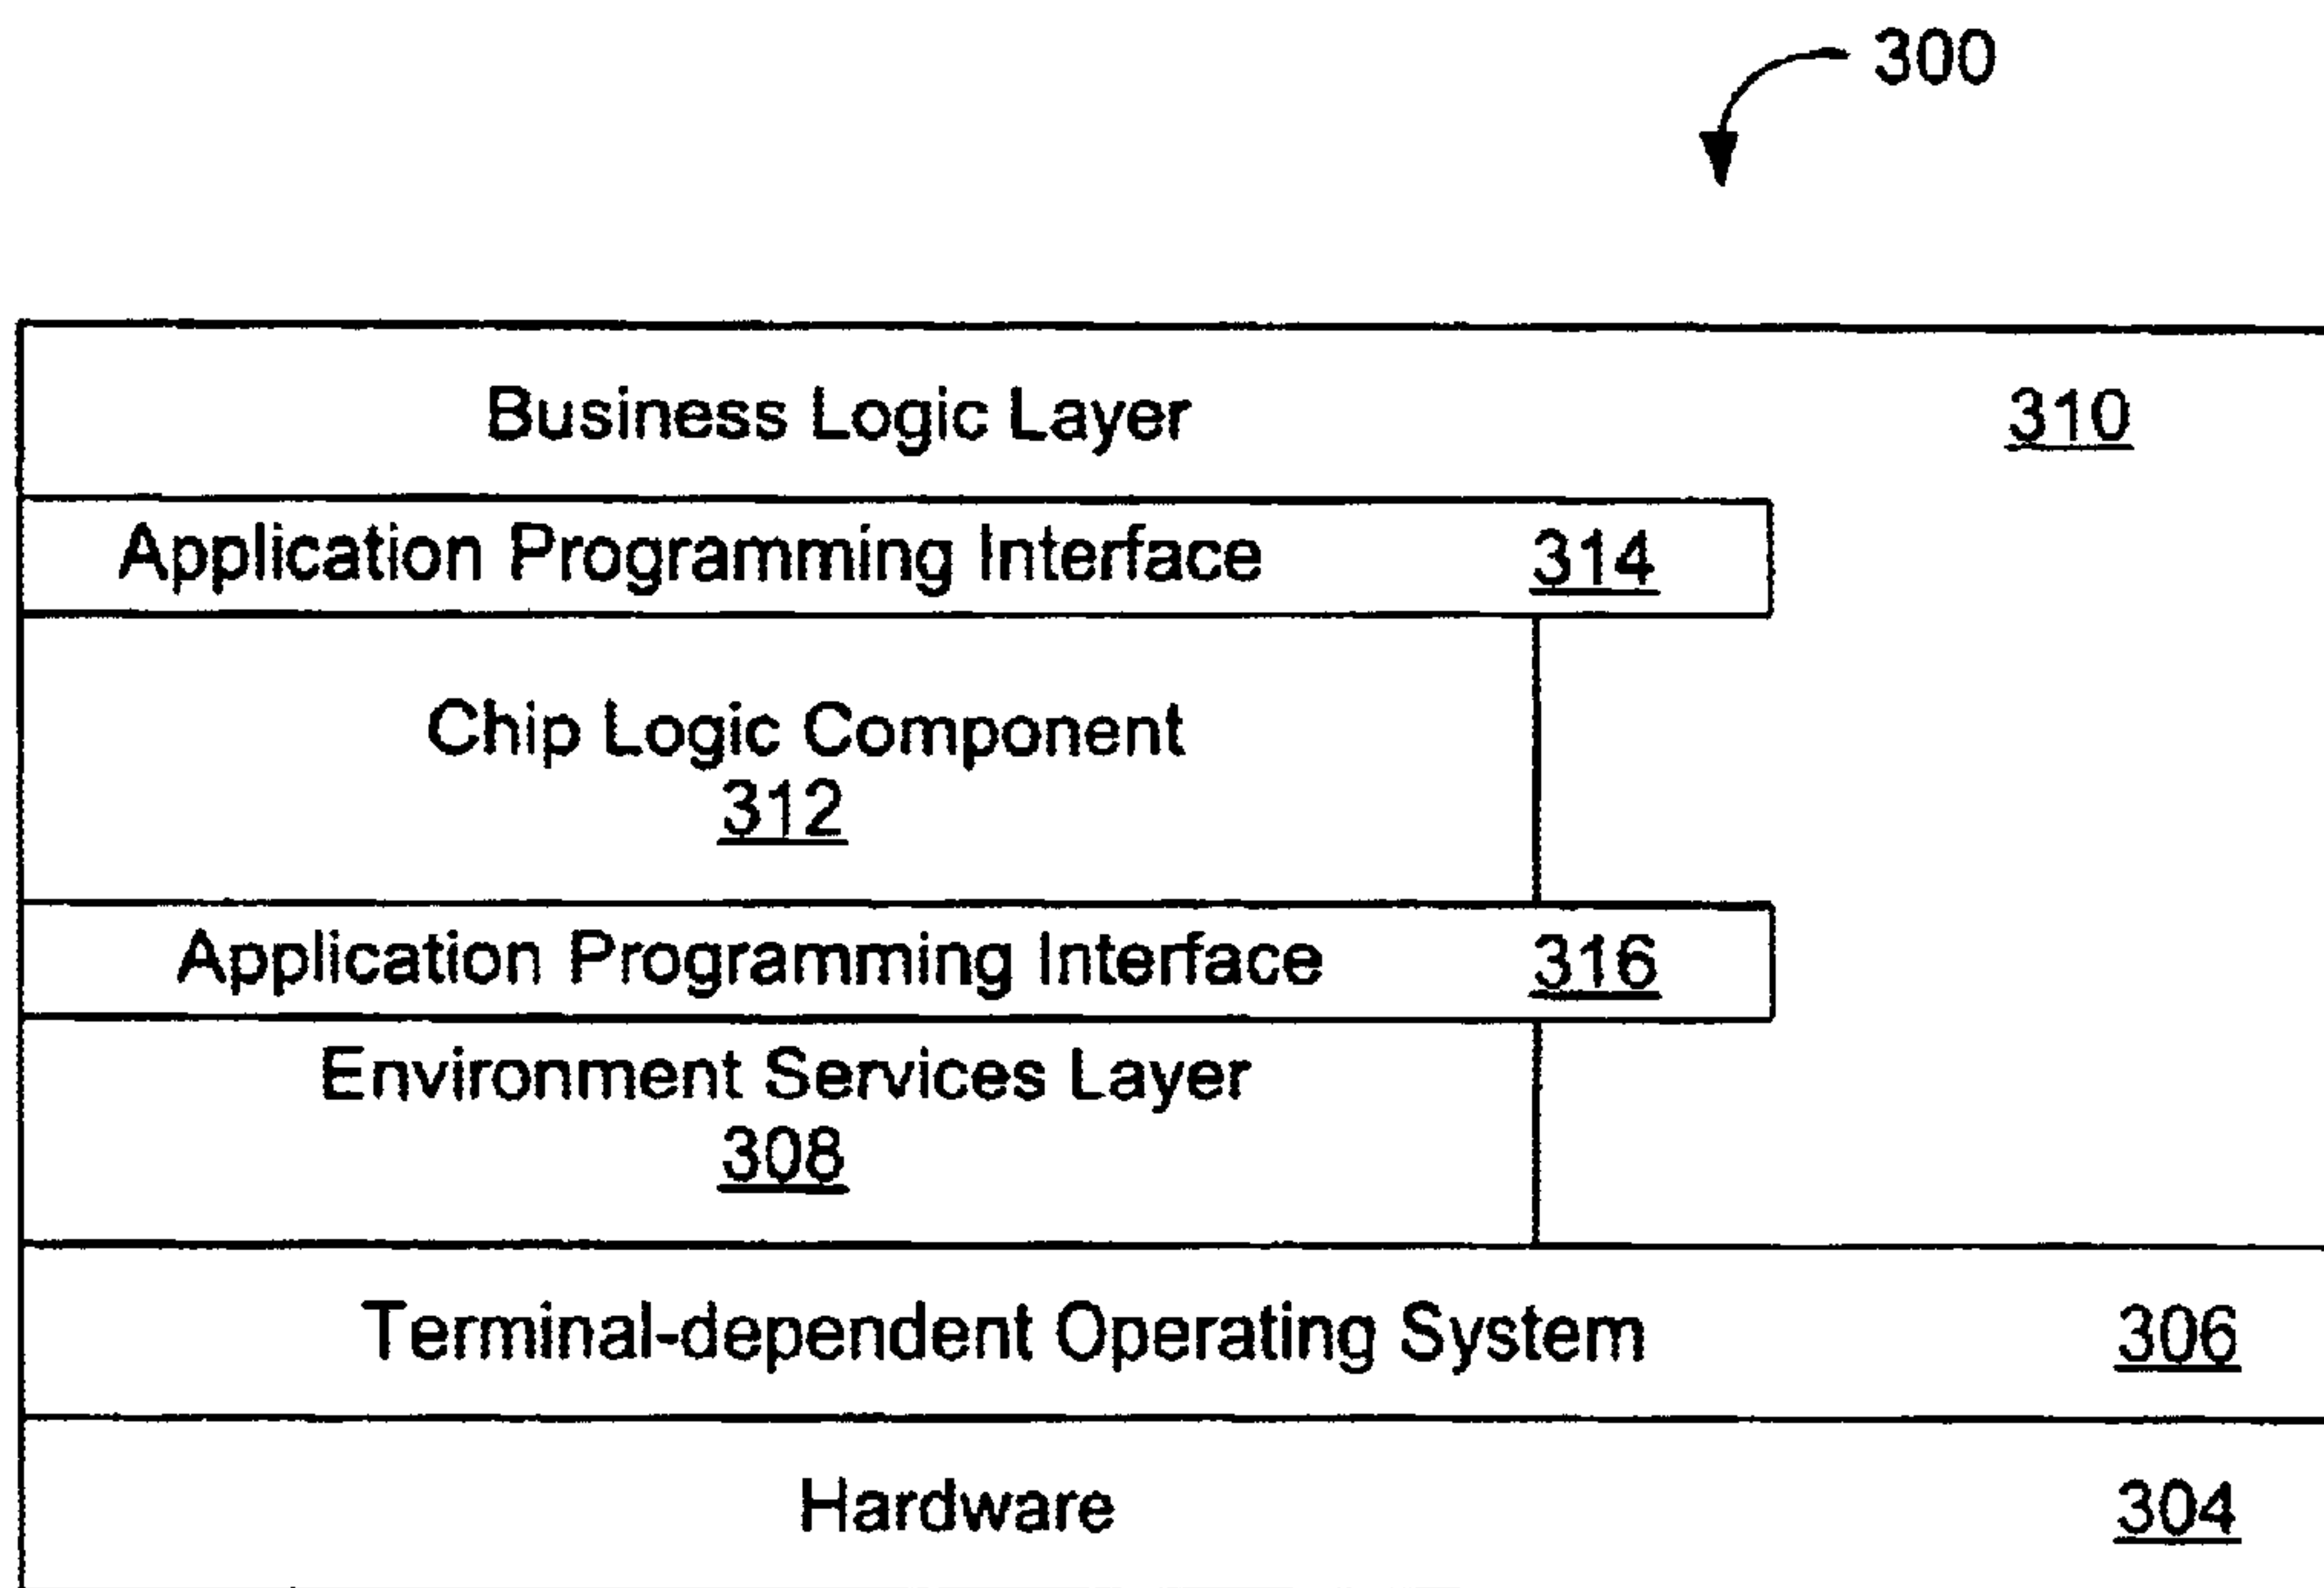 300
Business Logic Layer 310
Application Programming Interface 314
Chip Logic Component
312
Application Programming Interface 316
Environment Services Layer
308
Terminal-dependent Operating System 306
Hardware 304